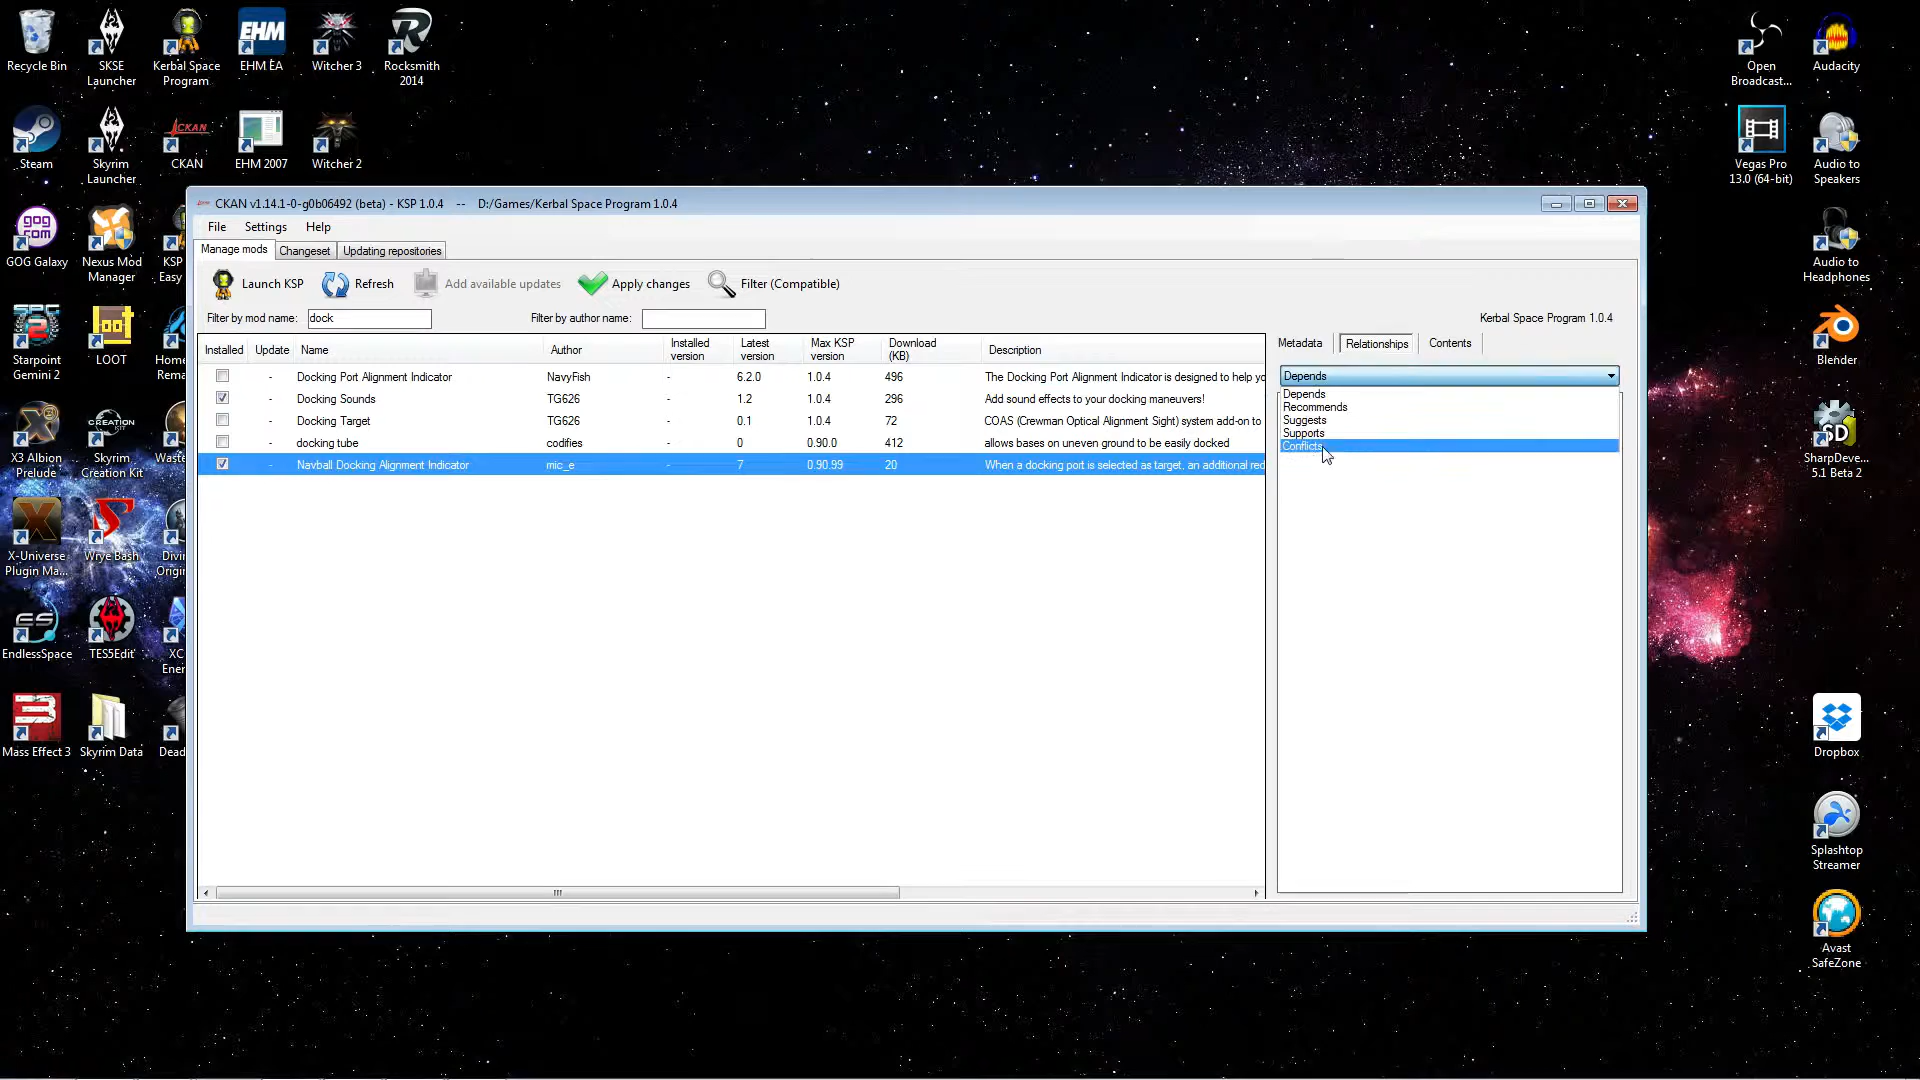 Recycle Bin
SKSE
Launcher
Kerbal Space
Program
EHM EA
Witcher 3
Rocksmith
2014
Open
Broadcast...
Audacity
Steam
Skyrim
Launcher
CKAN
EHM 2007
Witcher 2
Vegas Pro
13.0 (64-bit)
Audio to
Speakers
CKAN v1.14.1-0-g0b06492 (beta) - KSP 1.0.4 -- D:/Games/Kerbal Space Program 1.0.4
File Settings Help
Manage mods Changeset Updating repositories
Launch KSP Refresh Add available updates Apply changes Filter (Compatible)
Filter by mod name: dock Filter by author name: Kerbal Space Program 1.0.4
Installed Update Name Author Installed version Latest version Max KSP version Download (KB) Description
- Docking Port Alignment Indicator NavyFish - 6.2.0 1.0.4 496 The Docking Port Alignment Indicator is designed to help yo
- Docking Sounds TG626 - 1.2 1.0.4 296 Add sound effects to your docking maneuvers!
- Docking Target TG626 - 0.1 1.0.4 72 COAS (Crewman Optical Alignment Sight) system add-on to
- docking tube codifies - 0 0.90.0 412 allows bases on uneven ground to be easily docked
- Navball Docking Alignment Indicator mic_e - 7 0.90.99 20 When a docking port is selected as target, an additional red
Metadata Relationships Contents
Depends
Depends
Recommends
Suggests
Supports
Conflicts
GOG Galaxy
Nexus Mod
Manager
KSP
Easy
Audio to
Headphones
Starpoint
Gemini 2
LOOT
Home
Rema
Blender
X3 Albion
Prelude
Skyrim
Creation Kit
Waste
SharpDeve...
5.1 Beta 2
X-Universe
Plugin Ma...
Wrye Bash
Divin
Origin
EndlessSpace
TES5Edit
XC
Ener
Mass Effect 3
Skyrim Data
Dead
Dropbox
Splashtop
Streamer
Avast
SafeZone